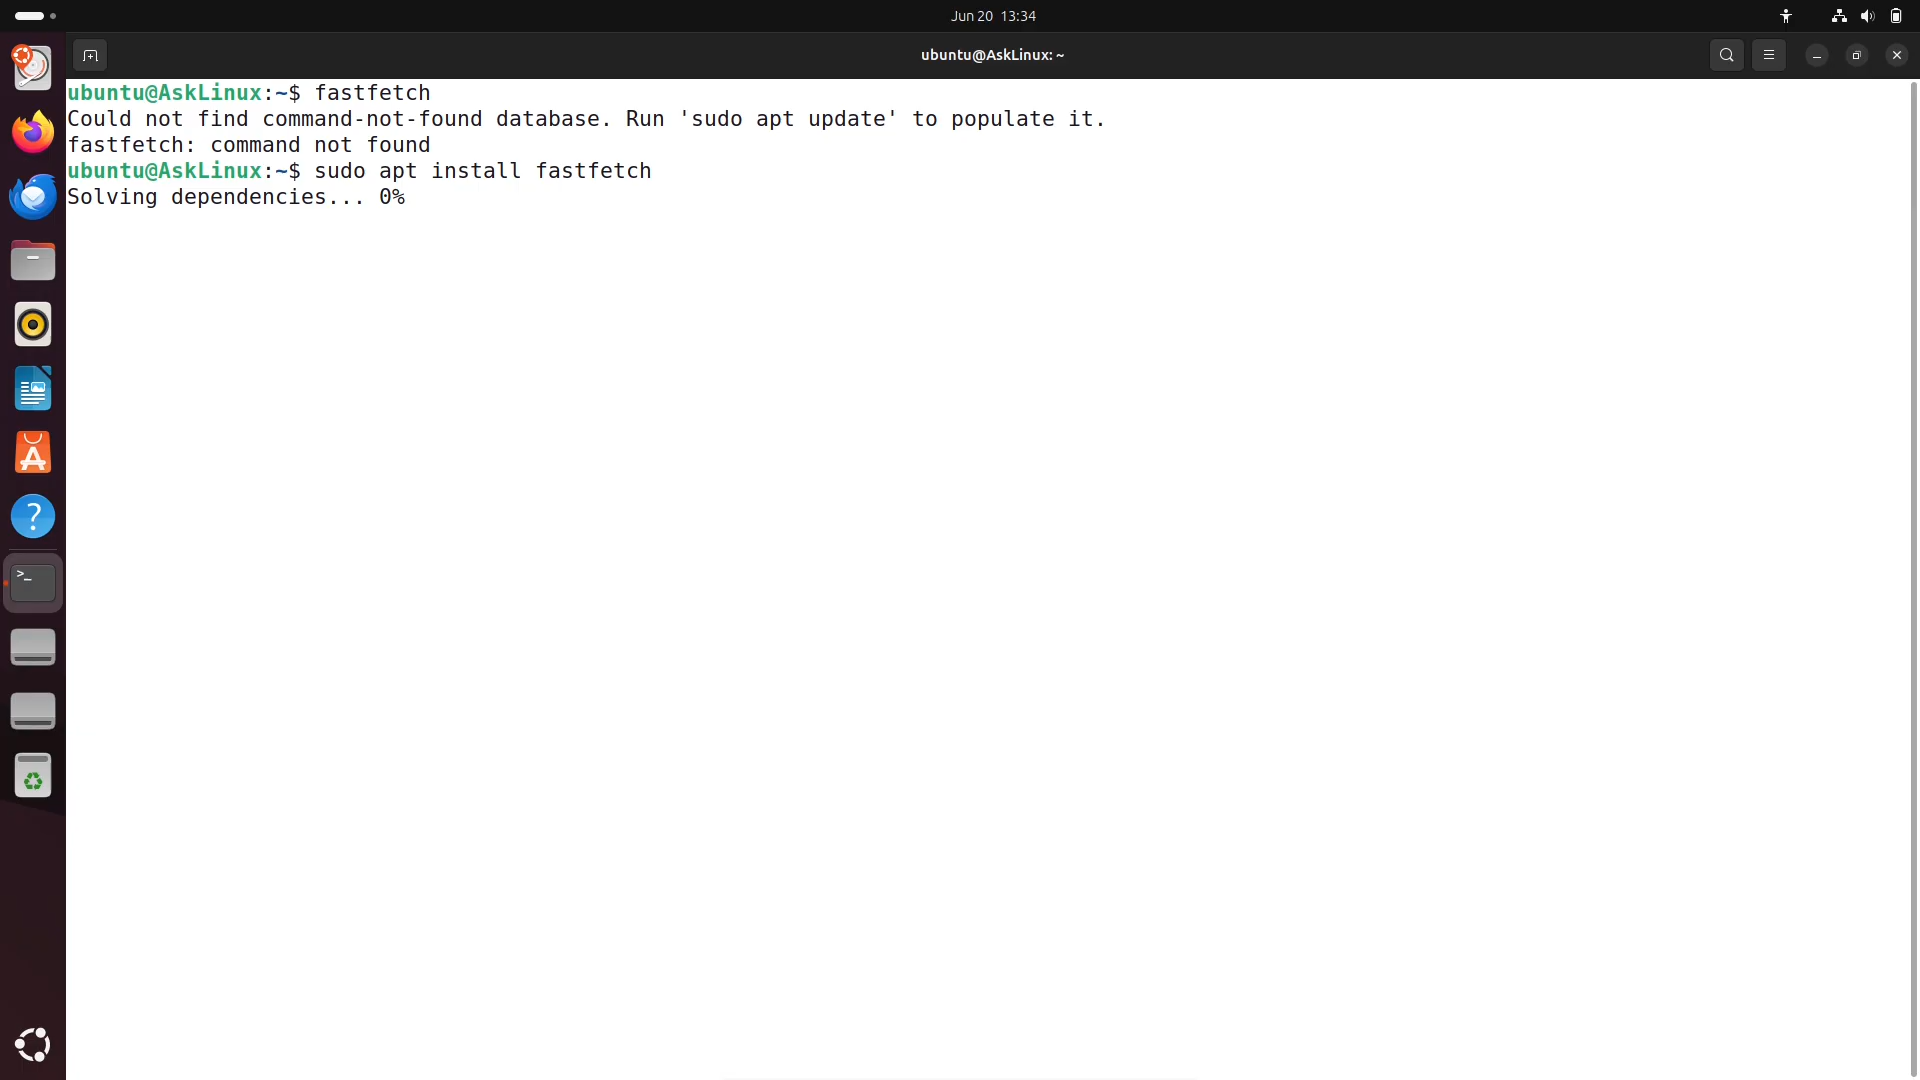 Jun 20 13:34
ubuntu@AskLinux: ~
ubuntu@AskLinux:~$ fastfetch
Could not find command-not-found database. Run 'sudo apt update' to populate it.
fastfetch: command not found
ubuntu@AskLinux:~$ sudo apt install fastfetch
Solving dependencies... 0%